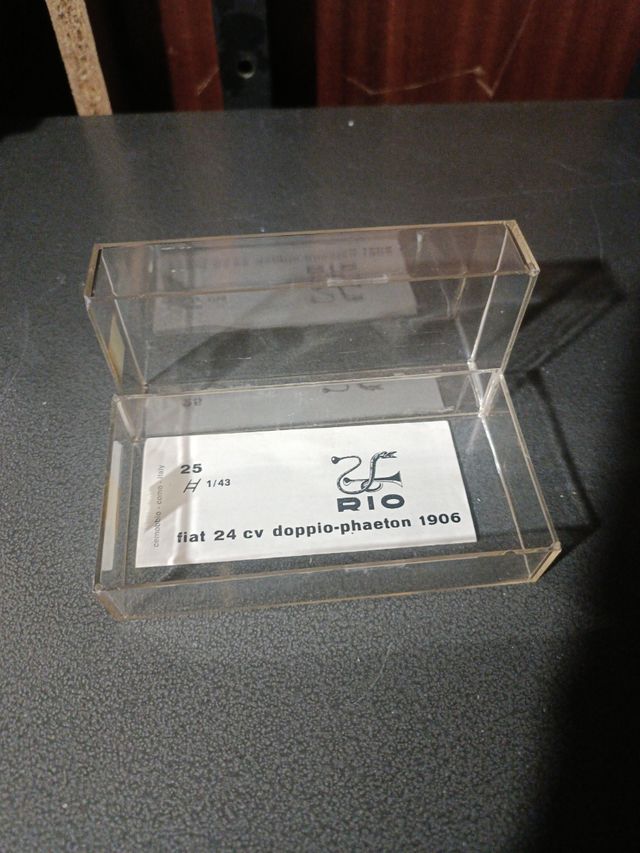 25
1/43
RIO
fiat 24 cv doppio-phaeton 1906
cernobbio - como - italy